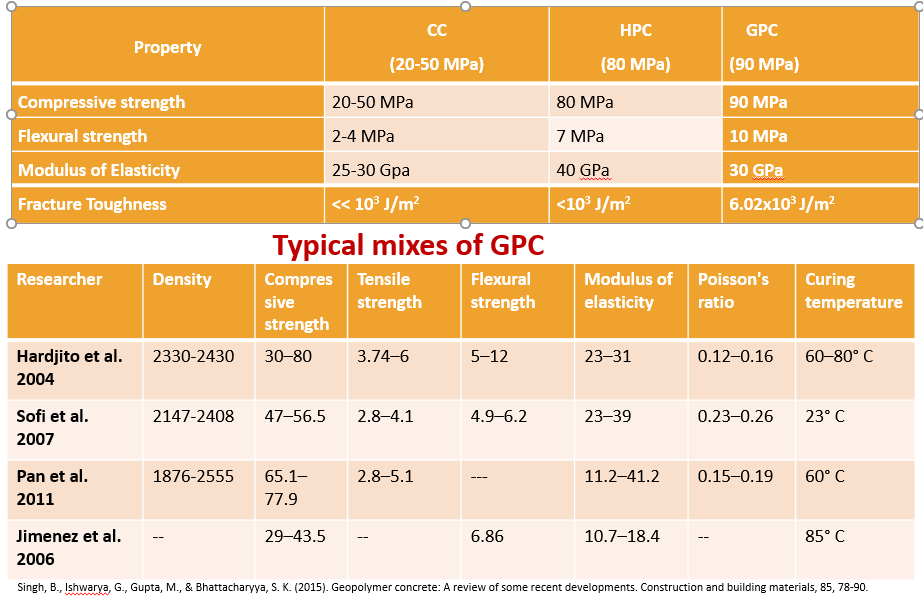 Property CC HPC GPC
(20-50 MPa) (80 MPa) (90 MPa)
Compressive strength 20-50 MPa 80 MPa 90 MPa
Flexural strength 2-4 MPa 7 MPa 10 MPa
Modulus of Elasticity 25-30 Gpa 40 GPa 30 GPa
Fracture Toughness << 10³ J/m² <10³ J/m² 6.02x10³ J/m²
Typical mixes of GPC
Researcher Density Compres Tensile Flexural Modulus of Poisson's Curing
sive strength strength elasticity ratio temperature
strength
Hardjito et al. 2330-2430 30–80 3.74–6 5–12 23–31 0.12–0.16 60–80° C
2004
Sofi et al. 2147-2408 47–56.5 2.8–4.1 4.9–6.2 23–39 0.23–0.26 23° C
2007
Pan et al. 1876-2555 65.1– 2.8–5.1 --- 11.2–41.2 0.15–0.19 60° C
2011 77.9
Jimenez et al. -- 29–43.5 -- 6.86 10.7–18.4 -- 85° C
2006
Singh, B., Ishwarya, G., Gupta, M., & Bhattacharyya, S. K. (2015). Geopolymer concrete: A review of some recent developments. Construction and building materials, 85, 78-90.